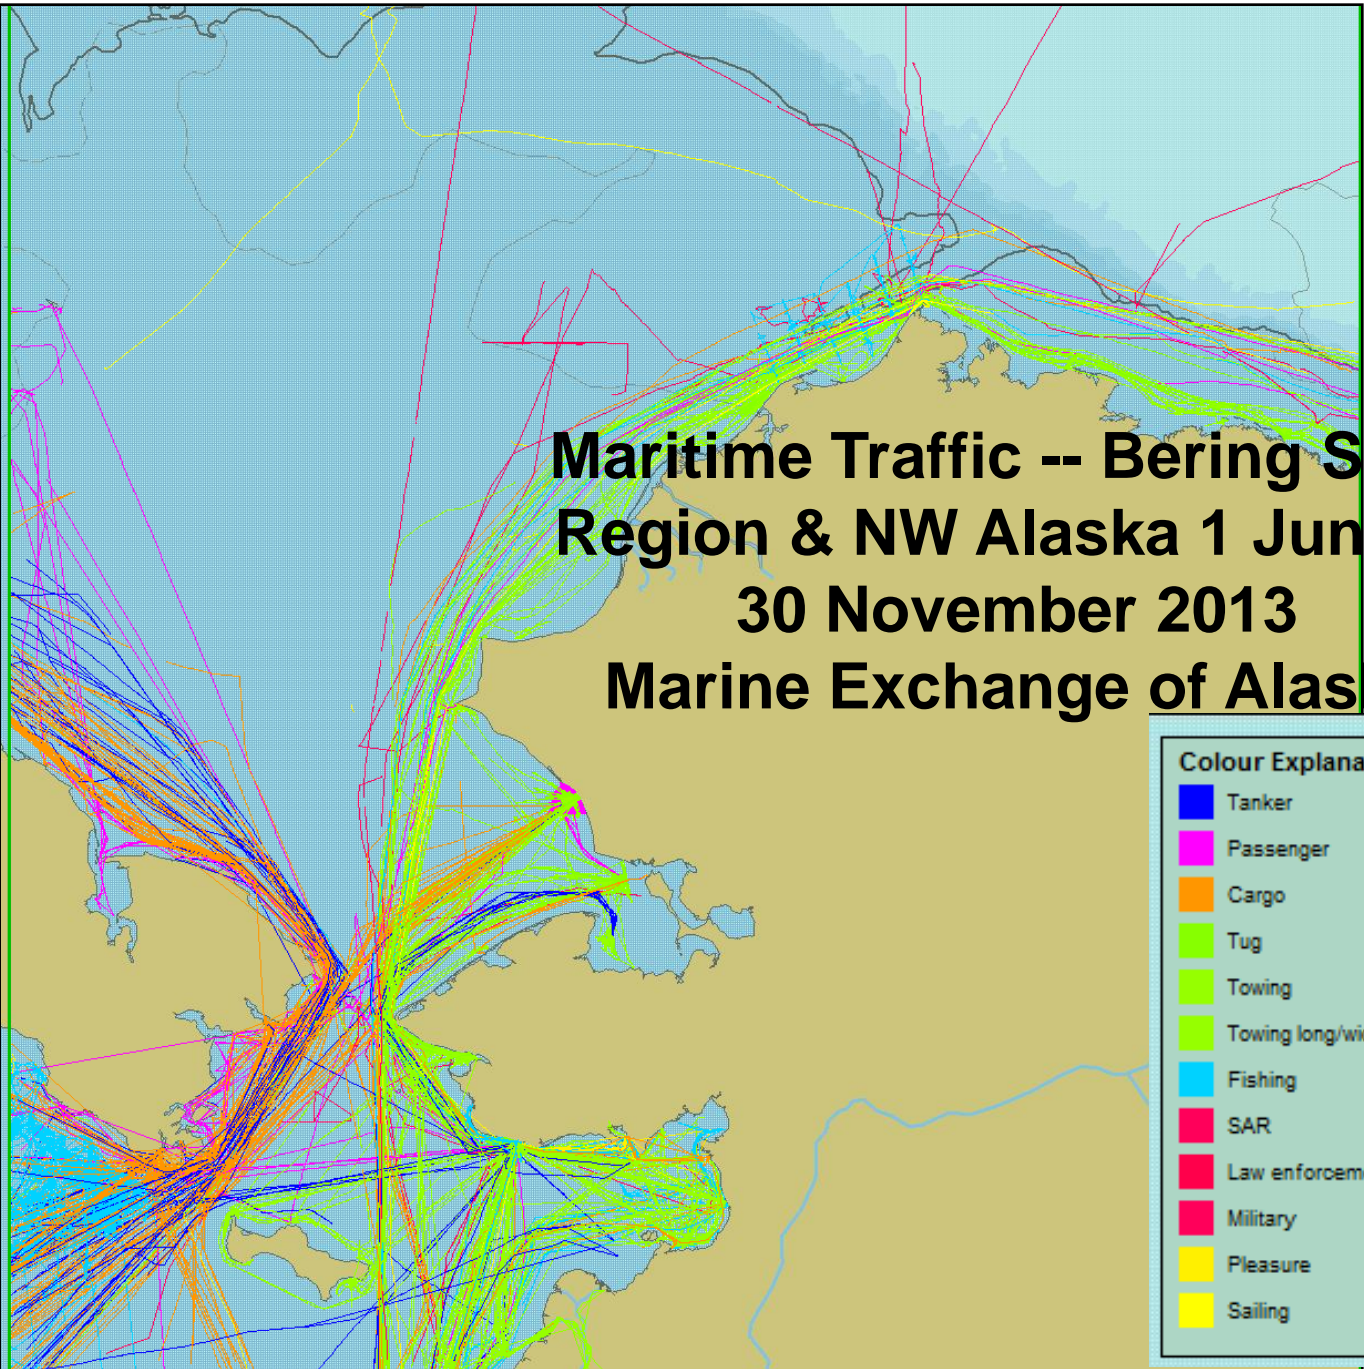 Maritime Traffic -- Bering S
Region & NW Alaska 1 Jun
30 November 2013
Marine Exchange of Alas
Colour Explana
Tanker
Passenger
Cargo
Tug
Towing
Towing long/wi
Fishing
SAR
Law enforcem
Military
Pleasure
Sailing